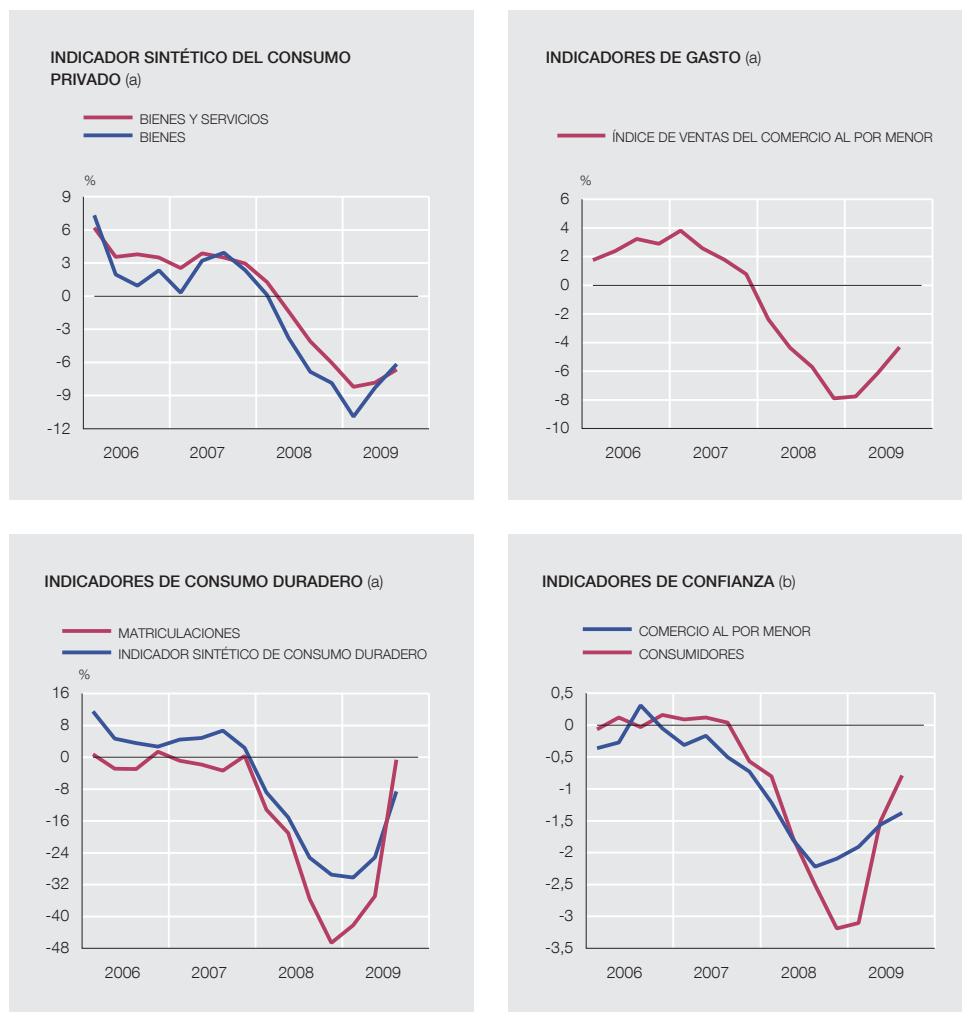 INDICADOR SINTÉTICO DEL CONSUMO
PRIVADO (a)
BIENES Y SERVICIOS
BIENES
%
9
6
3
0
-3
-6
-9
-12
2006 2007 2008 2009
INDICADORES DE GASTO (a)
ÍNDICE DE VENTAS DEL COMERCIO AL POR MENOR
%
6
4
2
0
-2
-4
-6
-8
-10
2006 2007 2008 2009
INDICADORES DE CONSUMO DURADERO (a)
MATRICULACIONES
INDICADOR SINTÉTICO DE CONSUMO DURADERO
%
16
8
0
-8
-16
-24
-32
-40
-48
2006 2007 2008 2009
INDICADORES DE CONFIANZA (b)
COMERCIO AL POR MENOR
CONSUMIDORES
0,5
0
-0,5
-1
-1,5
-2
-2,5
-3
-3,5
2006 2007 2008 2009